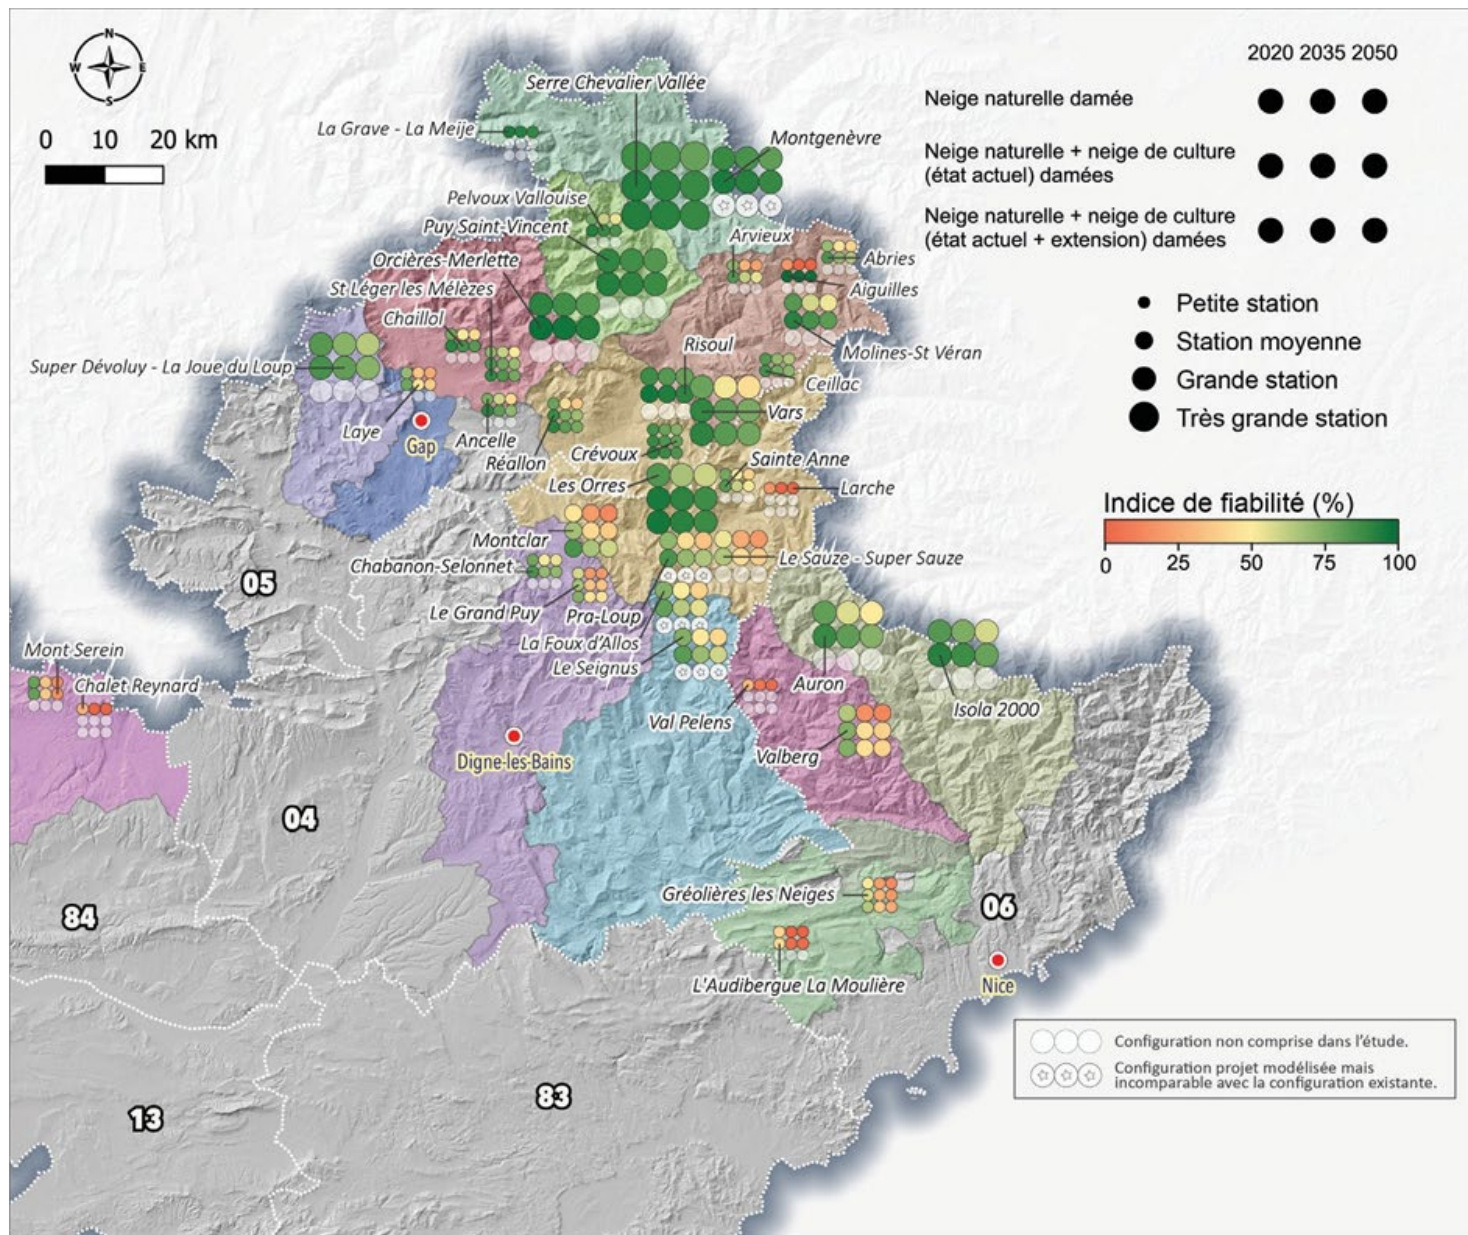 N
W E
S
0 10 20 km
2020 2035 2050
Neige naturelle damée
Neige naturelle + neige de culture
(état actuel) damées
Neige naturelle + neige de culture
(état actuel + extension) damées
Petite station
Station moyenne
Grande station
Très grande station
Indice de fiabilité (%)
0 25 50 75 100
Serre Chevalier Vallée
La Grave - La Meije
Montgenèvre
Pelvoux Vallouise
Puy Saint-Vincent
Arvieux
Abries
Orcières-Merlette
Aiguilles
St Léger les Mélèzes
Chaillol
Risoul
Molines-St Véran
Super Dévoluy - La Joue du Loup
Ceillac
Vars
Laye
Gap
Ancelle
Réallon
Crévoux
Sainte Anne
Les Orres
Larche
Montclar
Le Sauze - Super Sauze
Chabanon-Selonnet
05
Le Grand Puy
Pra-Loup
La Foux d'Allos
Le Seignus
Mont Serein
Chalet Reynard
Auron
Isola 2000
Val Pelens
Valberg
Digne-les-Bains
04
Gréolières les Neiges
06
84
L'Audibergue La Moulière
Nice
Configuration non comprise dans l'étude.
Configuration projet modélisée mais
incomparable avec la configuration existante.
83
13